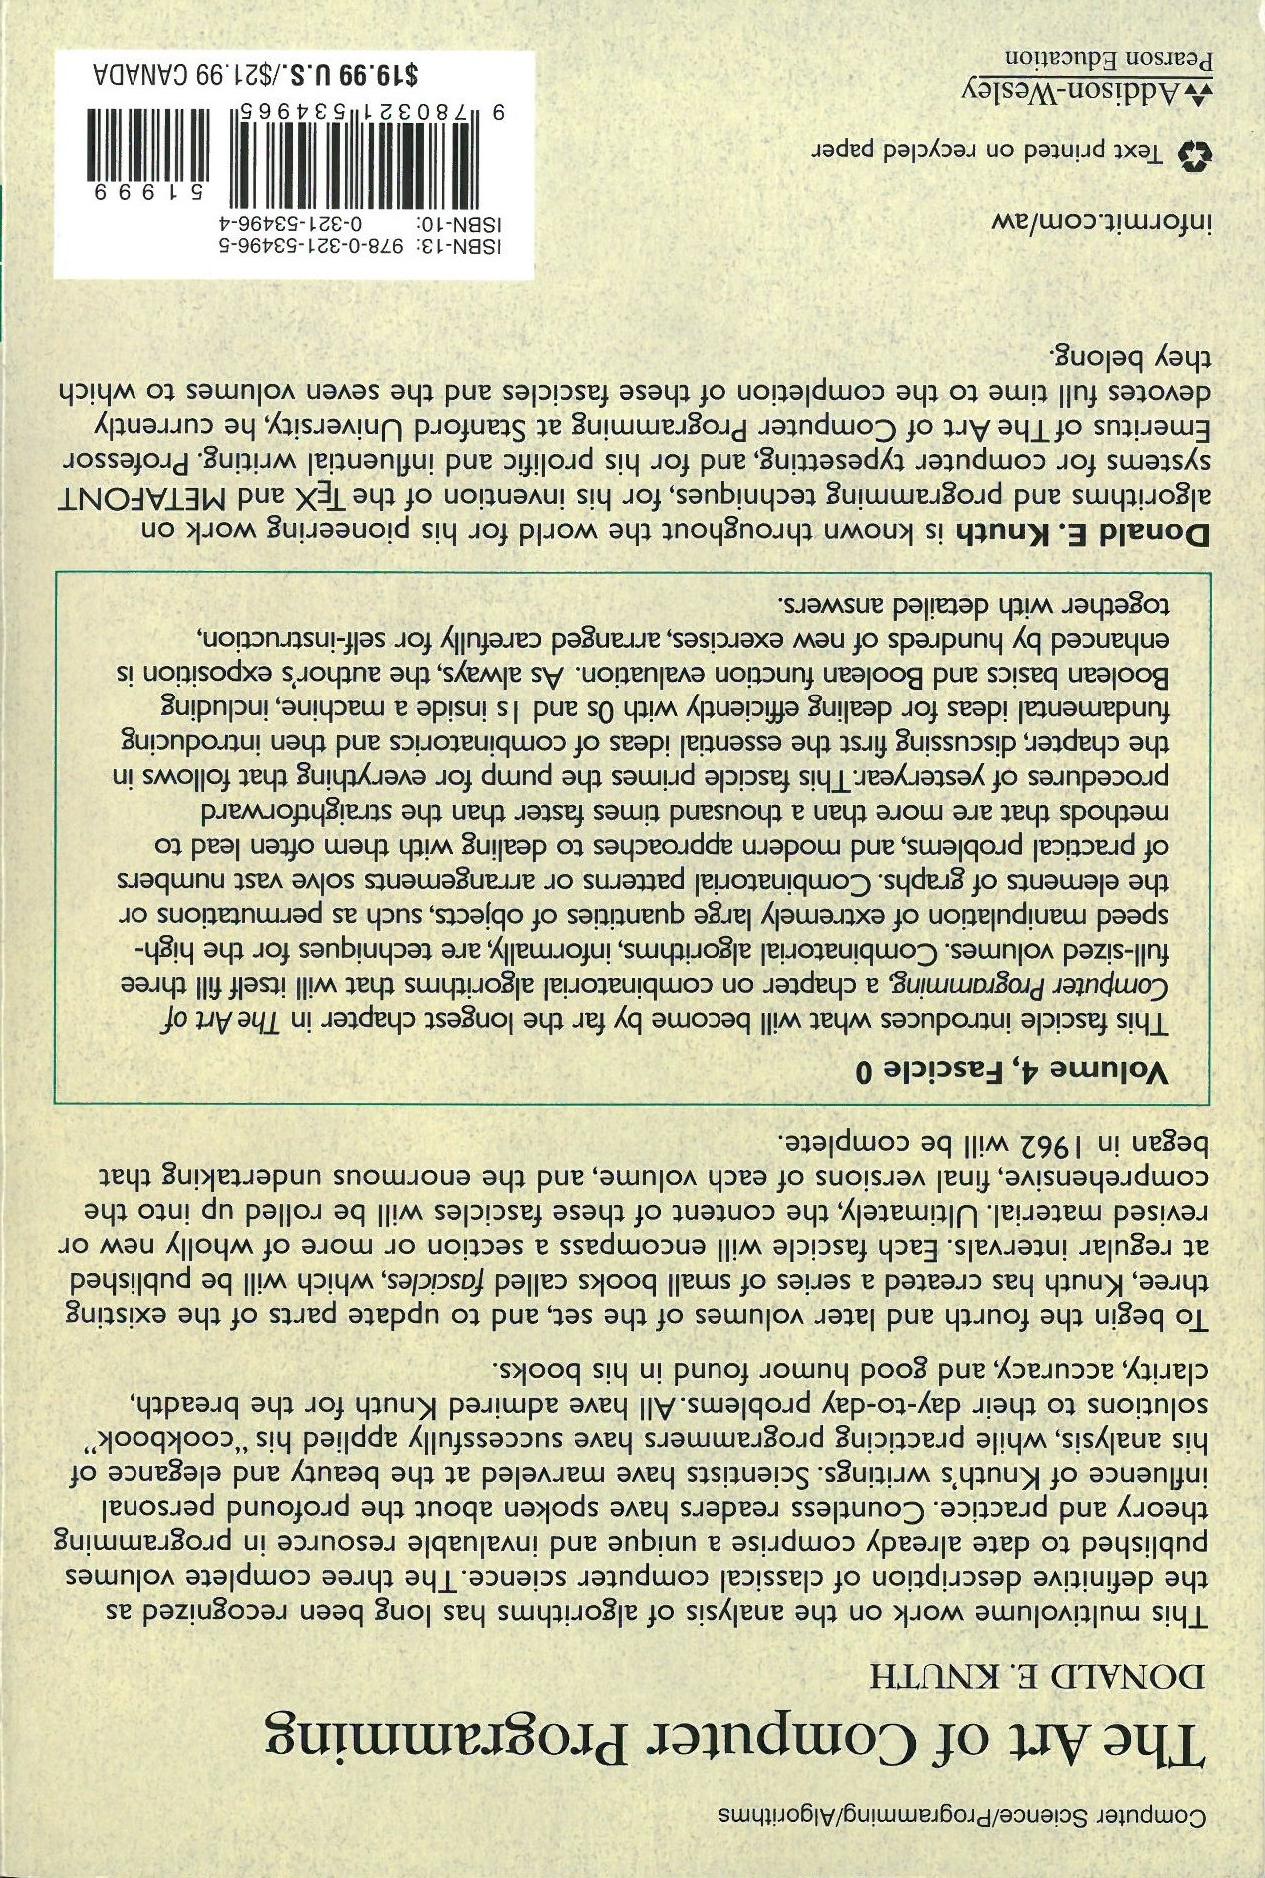 Computer Science/Programming/Algorithms
The Art of Computer Programming
DONALD E. KNUTH
This multivolume work on the analysis of algorithms has long been recognized as
the definitive description of classical computer science. The three complete volumes
published to date already comprise a unique and invaluable resource in programming
theory and practice. Countless readers have spoken about the profound personal
influence of Knuth's writings. Scientists have marveled at the beauty and elegance of
his analysis, while practicing programmers have successfully applied his “cookbook”
solutions to their day-to-day problems. All have admired Knuth for the breadth,
clarity, accuracy, and good humor found in his books.
To begin the fourth and later volumes of the set, and to update parts of the existing
three, Knuth has created a series of small books called fascicles, which will be published
at regular intervals. Each fascicle will encompass a section or more of wholly new or
revised material. Ultimately, the content of these fascicles will be rolled up into the
comprehensive, final versions of each volume, and the enormous undertaking that
began in 1962 will be complete.
Volume 4, Fascicle 0
This fascicle introduces what will become by far the longest chapter in The Art of
Computer Programming, a chapter on combinatorial algorithms that will itself fill three
full-sized volumes. Combinatorial algorithms, informally, are techniques for the high-
speed manipulation of extremely large quantities of objects, such as permutations or
the elements of graphs. Combinatorial patterns or arrangements solve vast numbers
of practical problems, and modern approaches to dealing with them often lead to
methods that are more than a thousand times faster than the straightforward
procedures of yesteryear. This fascicle primes the pump for everything that follows in
the chapter, discussing first the essential ideas of combinatorics and then introducing
fundamental ideas for dealing efficiently with 0s and 1s inside a machine, including
Boolean basics and Boolean function evaluation. As always, the author's exposition is
enhanced by hundreds of new exercises, arranged carefully for self-instruction,
together with detailed answers.
Donald E. Knuth is known throughout the world for his pioneering work on
algorithms and programming techniques, for his invention of the TEX and METAFONT
systems for computer typesetting, and for his prolific and influential writing. Professor
Emeritus of The Art of Computer Programming at Stanford University, he currently
devotes full time to the completion of these fascicles and the seven volumes to which
they belong.
informit.com/aw
Text printed on recycled paper
Addison-Wesley
Pearson Education
ISBN-13: 978-0-321-53496-5
ISBN-10: 0-321-53496-4
51999
9 780321 534965
$19.99 U.S./$21.99 CANADA